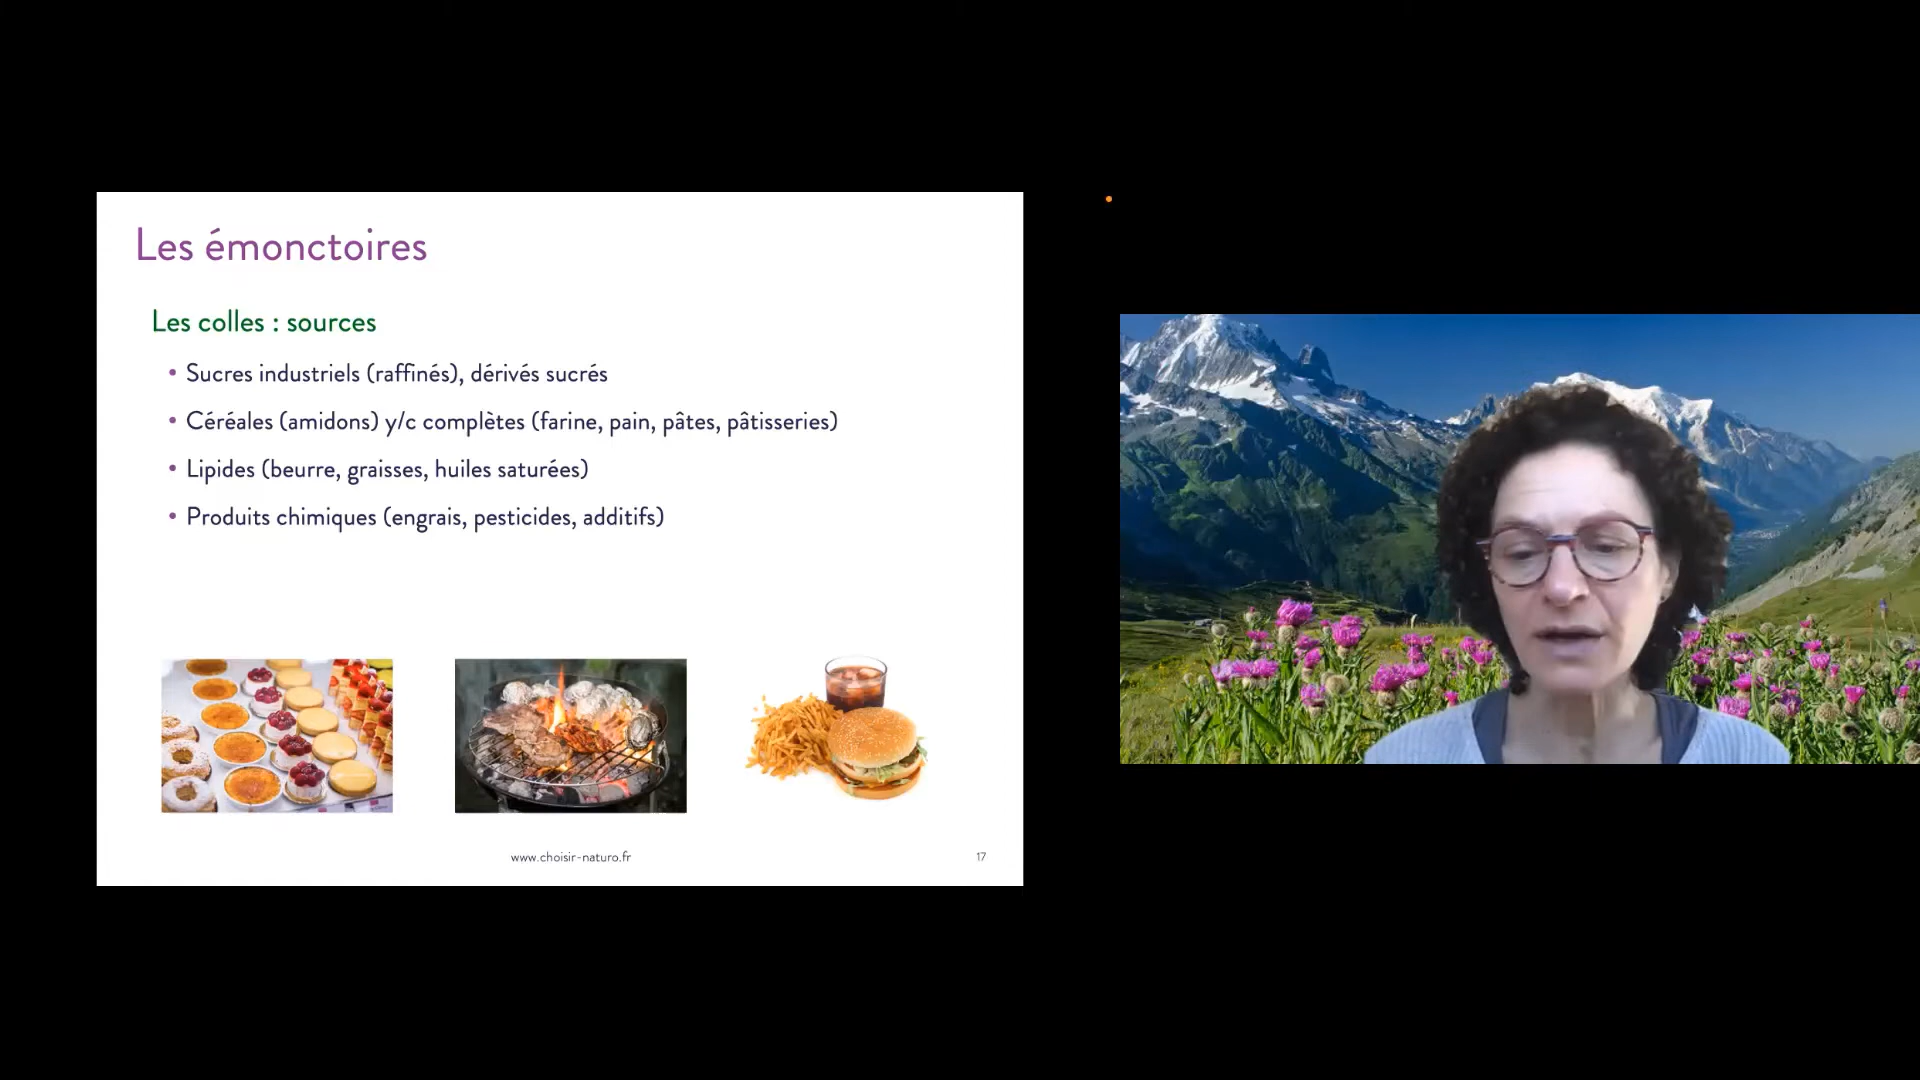 Les émonctoires
Les colles : sources
• Sucres industriels (raffinés), dérivés sucrés
• Céréales (amidons) y/c complètes (farine, pain, pâtes, pâtisseries)
• Lipides (beurre, graisses, huiles saturées)
• Produits chimiques (engrais, pesticides, additifs)
www.choisir-naturo.fr
17